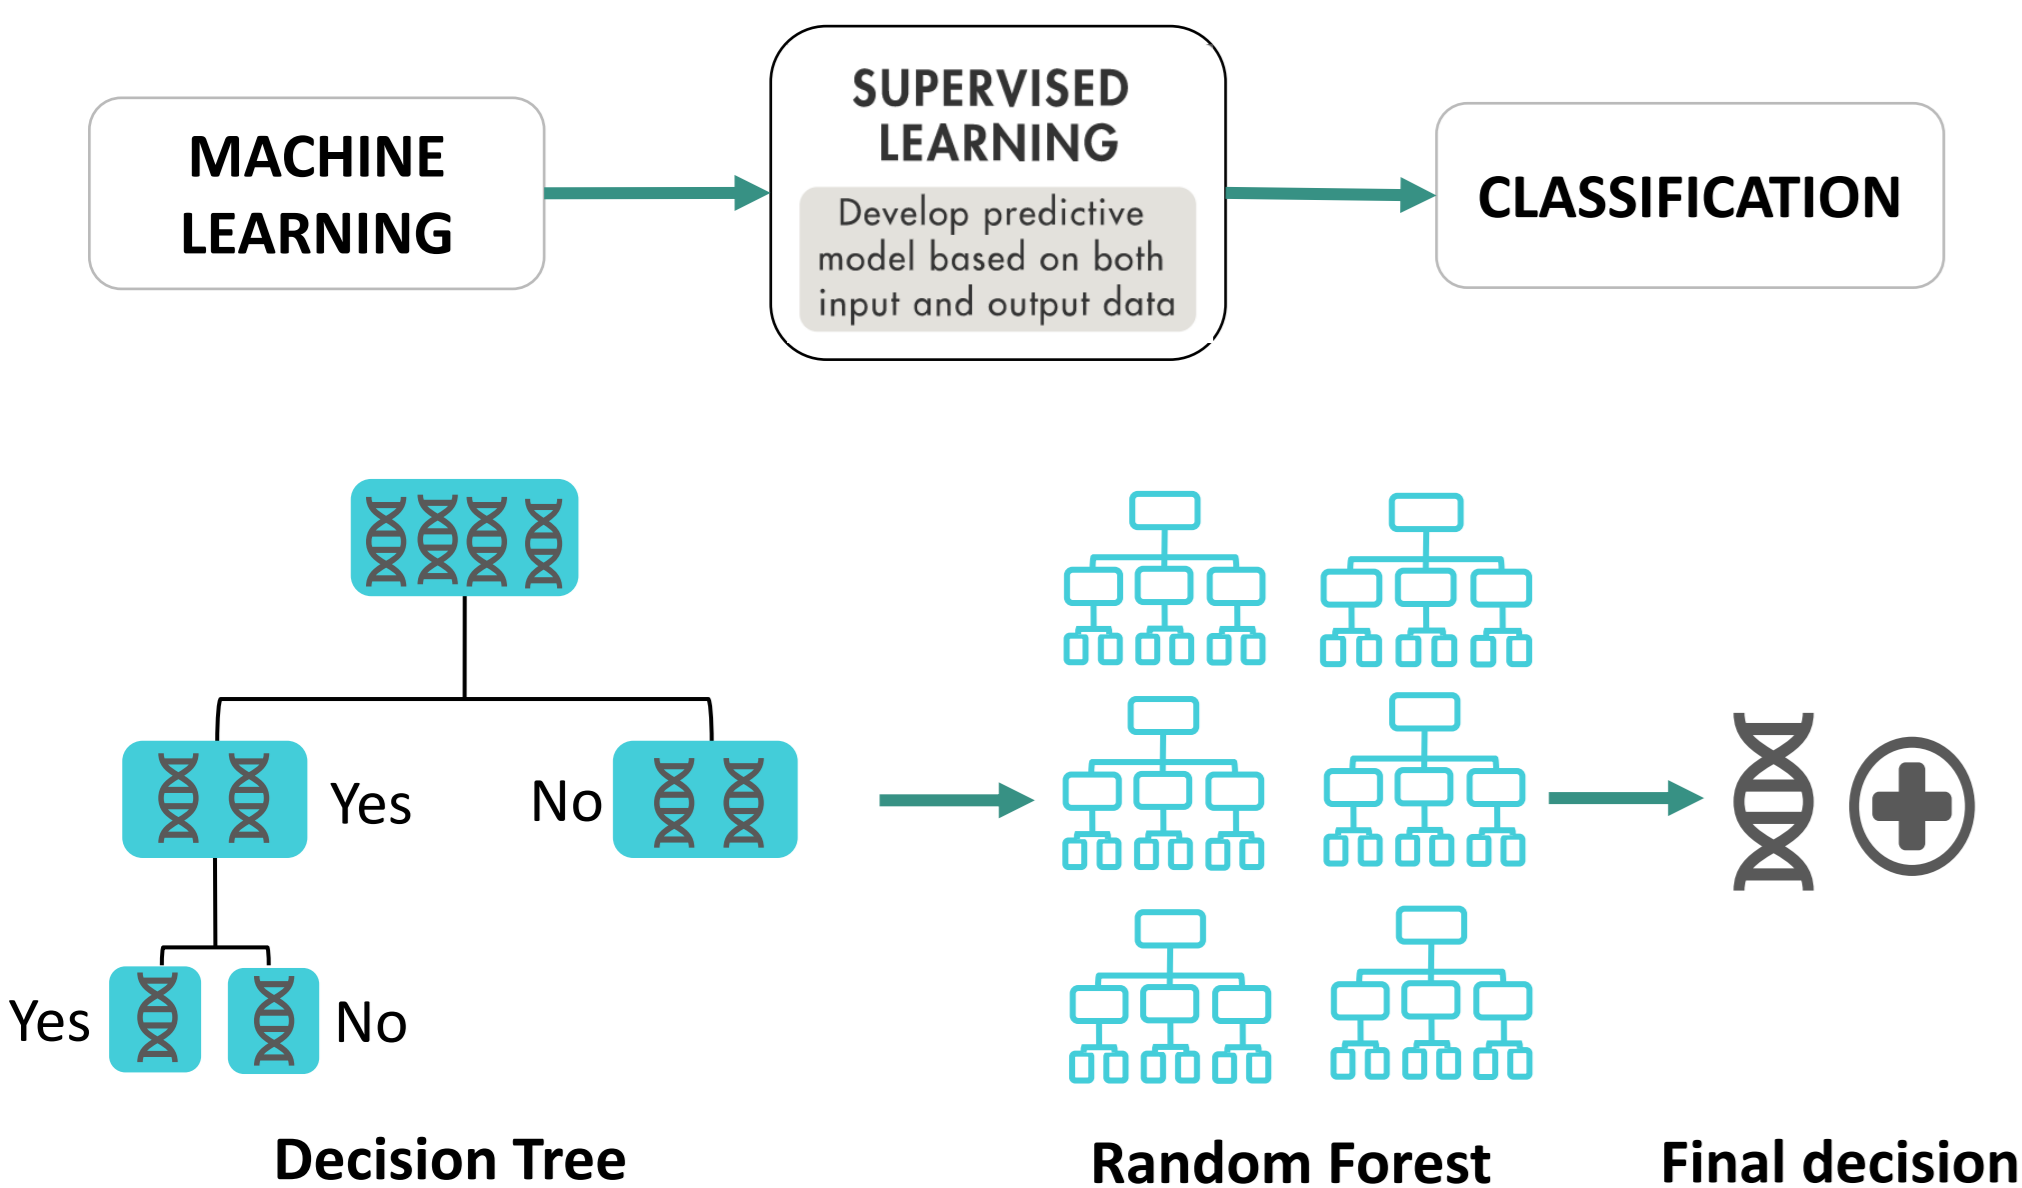 MACHINE
LEARNING
SUPERVISED
LEARNING
Develop predictive
model based on both
input and output data
CLASSIFICATION
Yes
No
Yes
No
Decision Tree
Random Forest
Final decision